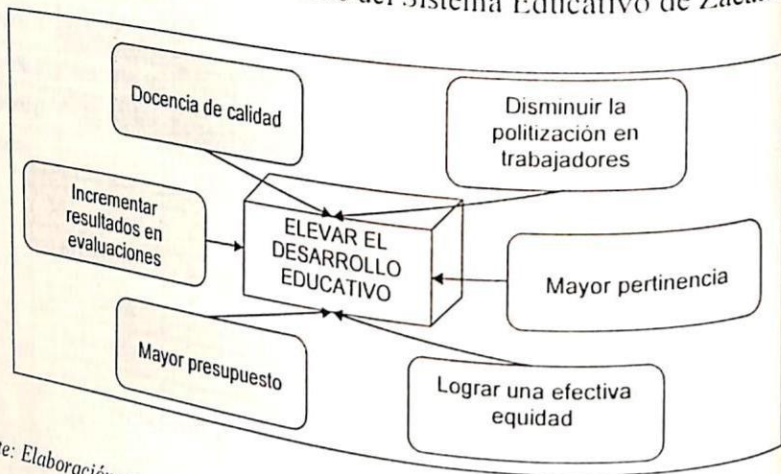 del Sistema Educativo de
Docencia de calidad
Disminuir la
politización en
trabajadores
Incrementar
resultados en
evaluaciones
ELEVAR EL
DESARROLLO
EDUCATIVO
Mayor pertinencia
Mayor presupuesto
Lograr una efectiva
equidad
Elaboración